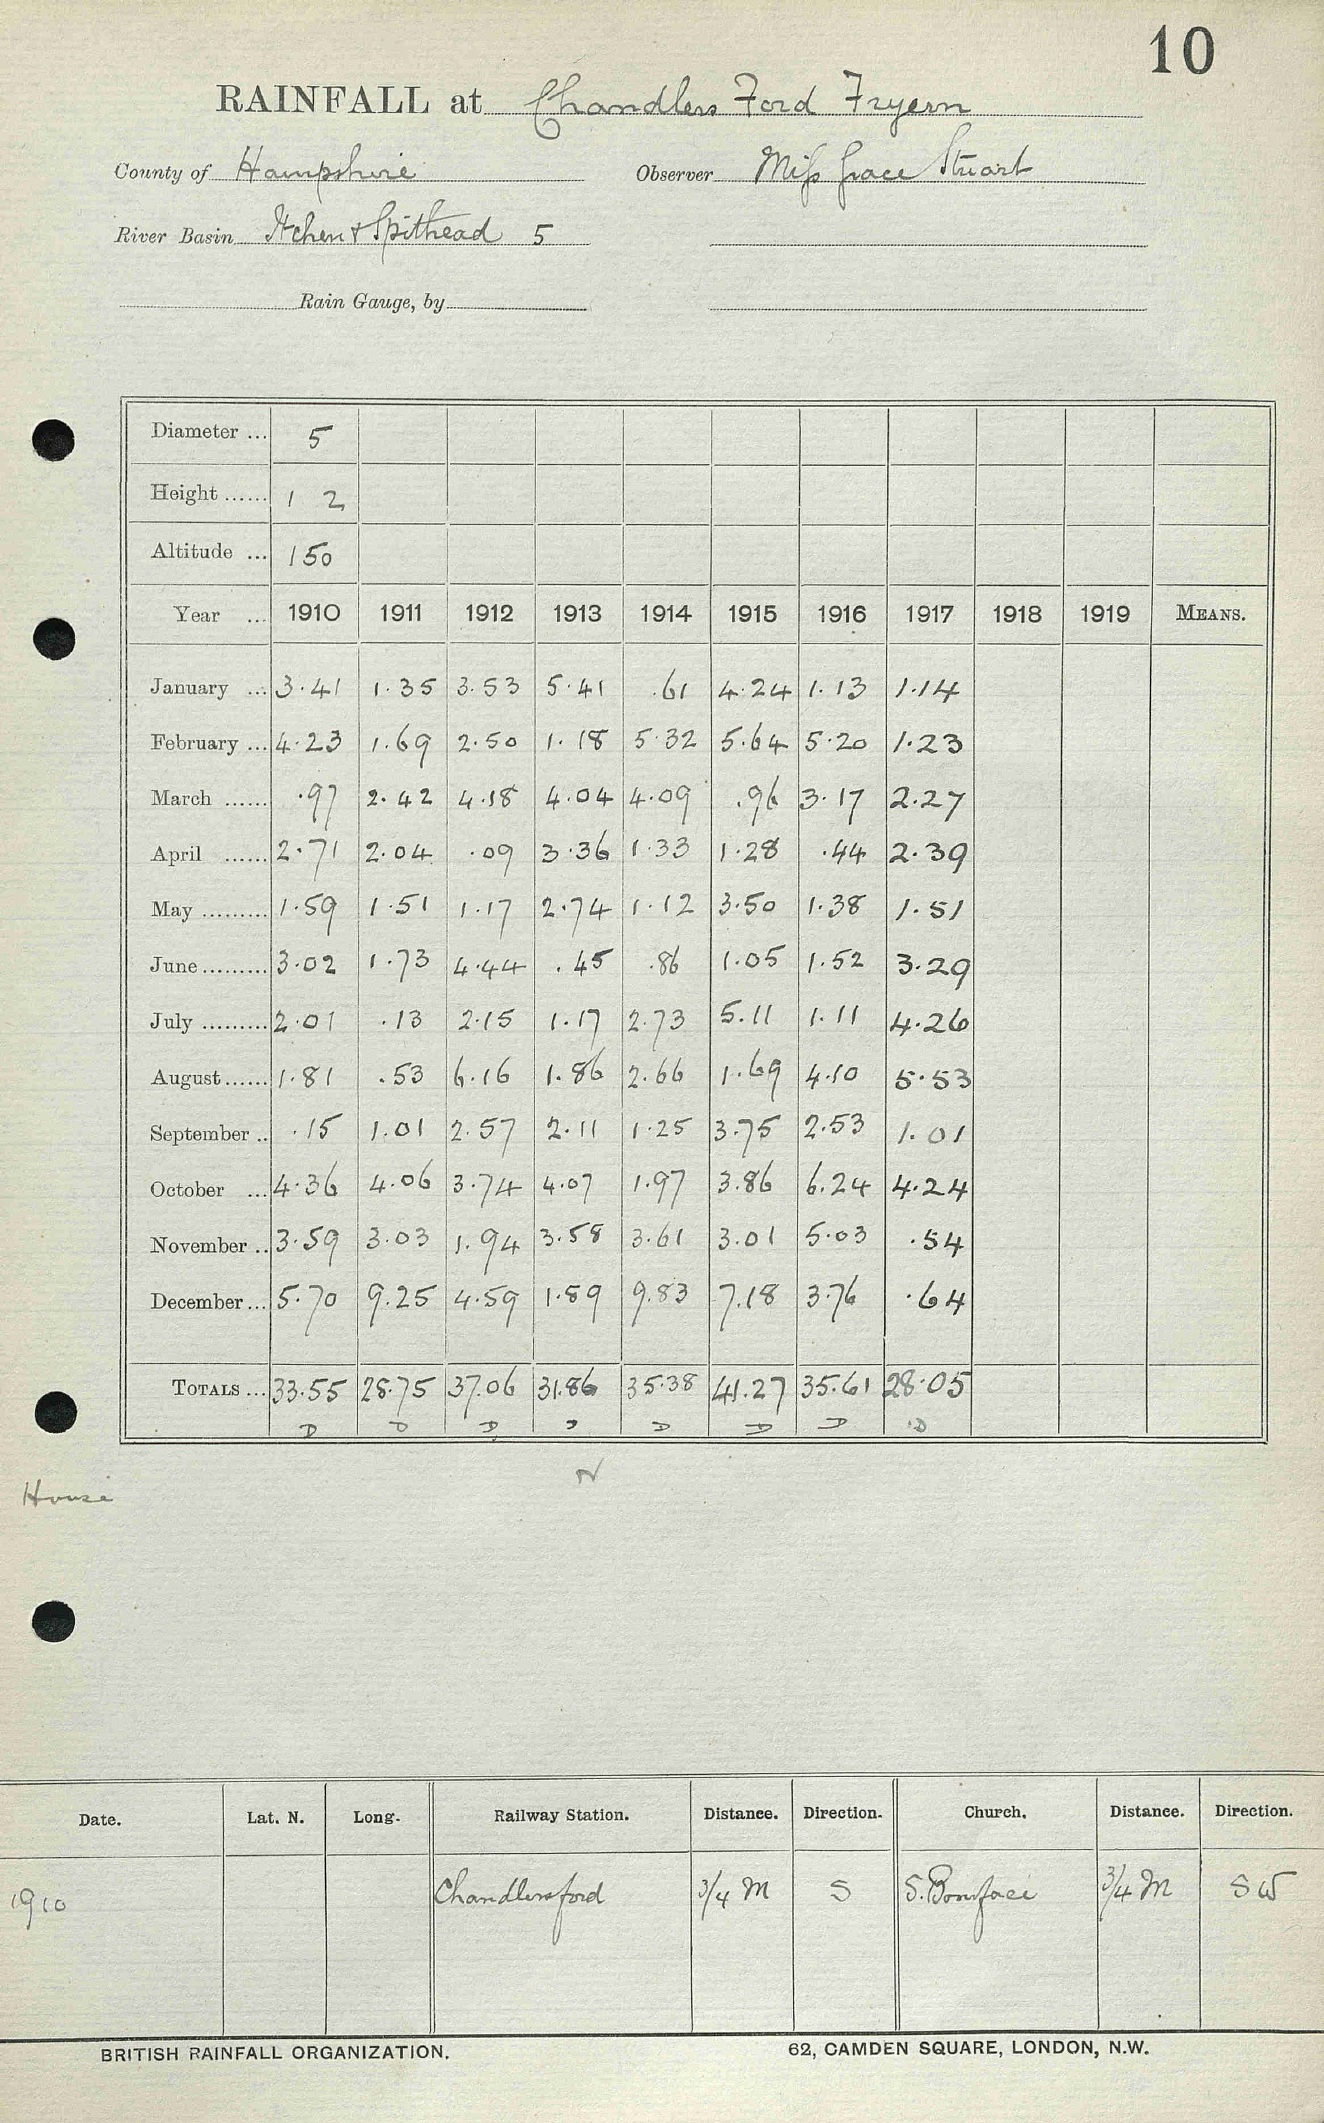 10
RAINFALL at Chandlers Ford Fryern
County of Hampshire Observer Miss Grace Stuart
River Basin Itchen & Spithead 5
Rain Gauge, by
Diameter ... 5
Height ...... 1 2
Altitude ... 150
Year ... 1910 1911 1912 1913 1914 1915 1916 1917 1918 1919 MEANS.
January ... 3.41 1.35 3.53 5.41 .61 4.24 1.13 1.14
February ... 4.23 1.69 2.50 1.18 5.32 5.64 5.20 1.23
March ...... .97 2.42 4.18 4.04 4.09 .96 3.17 2.27
April ...... 2.71 2.04 .09 3.36 1.33 1.28 .44 2.39
May ......... 1.59 1.51 1.17 2.74 1.12 3.50 1.38 1.51
June ......... 3.02 1.73 4.44 .45 .86 1.05 1.52 3.29
July ......... 2.01 .13 2.15 1.17 2.73 5.11 1.11 4.26
August ...... 1.81 .53 6.16 1.86 2.66 1.69 4.10 5.53
September .. .15 1.01 2.57 2.11 1.25 3.75 2.53 1.01
October ... 4.36 4.06 3.74 4.07 1.97 3.86 6.24 4.24
November .. 3.59 3.03 1.94 3.58 3.61 3.01 5.03 .54
December ... 5.70 9.25 4.59 1.89 9.83 7.18 3.76 .64
TOTALS ... 33.55 28.75 37.06 31.86 35.38 41.27 35.61 28.05
D D D D D D D D
House
Date. Lat. N. Long. Railway Station. Distance. Direction. Church. Distance. Direction.
1910 Chandlersford 3/4 M S S. Boniface 3/4 M SW
BRITISH RAINFALL ORGANIZATION. 62, CAMDEN SQUARE, LONDON, N.W.